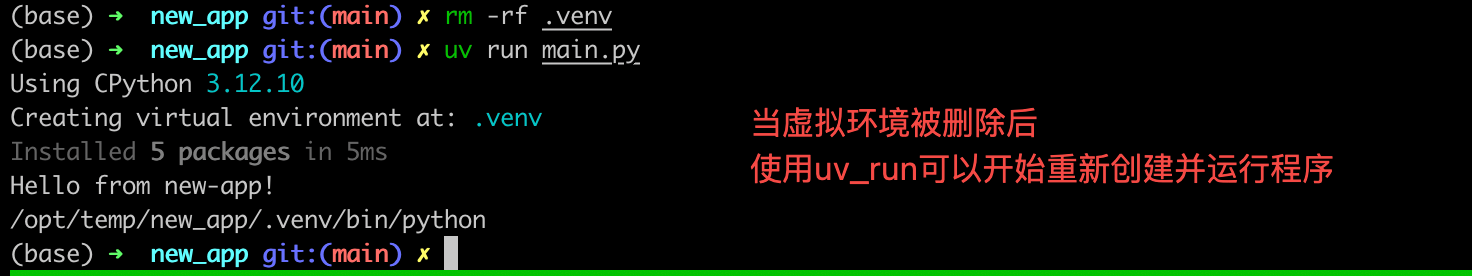 (base) ➜  new_app git:(main) ✗ rm -rf .venv
(base) ➜  new_app git:(main) ✗ uv run main.py
Using CPython 3.12.10
Creating virtual environment at: .venv
Installed 5 packages in 5ms
Hello from new-app!
/opt/temp/new_app/.venv/bin/python
(base) ➜  new_app git:(main) ✗
当虚拟环境被删除后
使用uv_run可以开始重新创建并运行程序